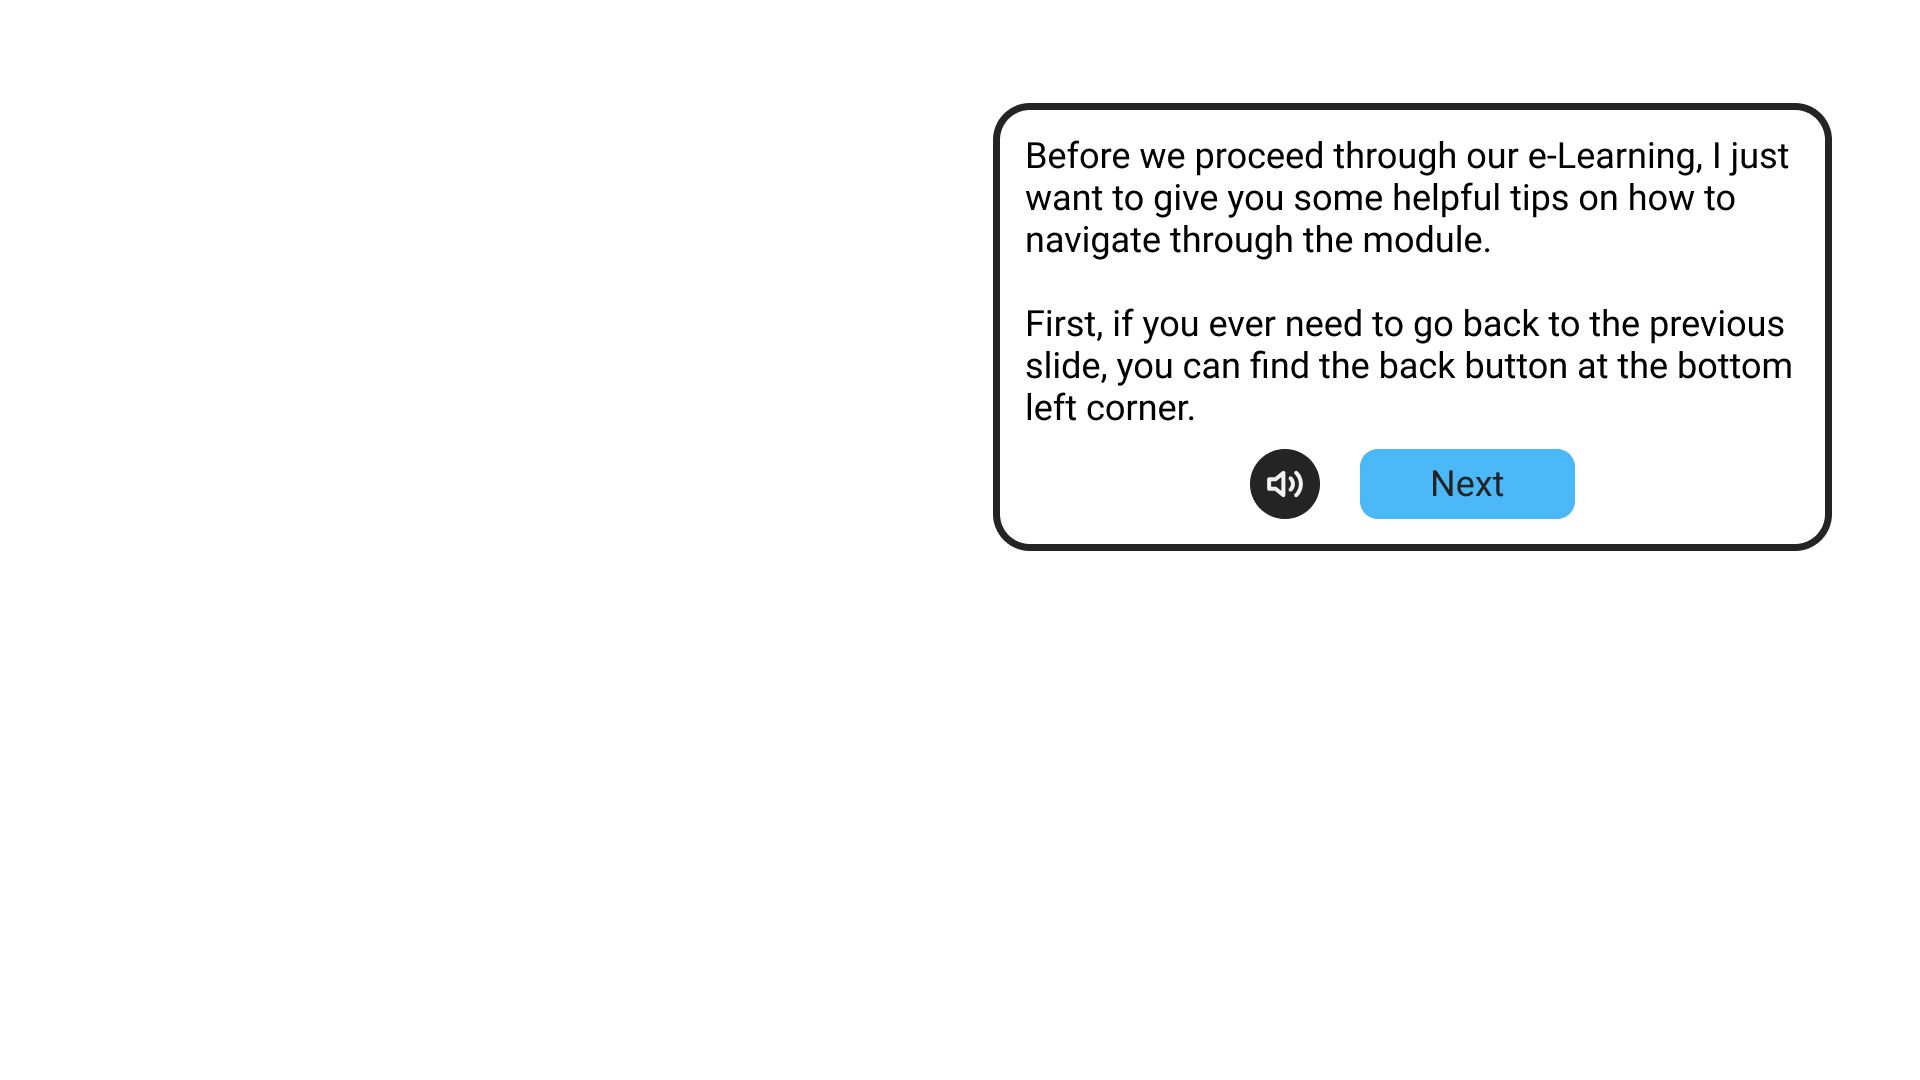 Before we proceed through our e-Learning, I just
want to give you some helpful tips on how to
navigate through the module.
First, if you ever need to go back to the previous
slide, you can find the back button at the bottom
left corner.
Next